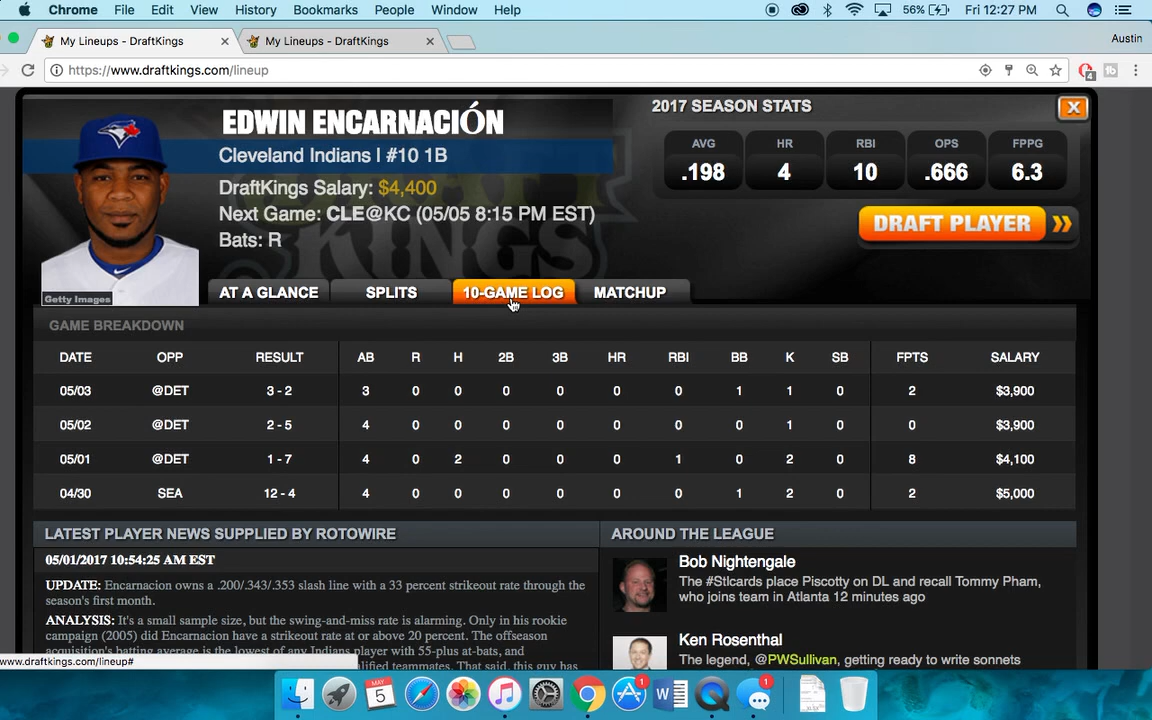 Chrome File Edit View History Bookmarks People Window Help 56% Fri 12:27 PM
My Lineups - DraftKings My Lineups - DraftKings Austin
https://www.draftkings.com/lineup 4
EDWIN ENCARNACIÓN
Cleveland Indians | #10 1B
DraftKings Salary: $4,400
Next Game: CLE@KC (05/05 8:15 PM EST)
Bats: R
Getty Images
2017 SEASON STATS X
AVG HR RBI OPS FPPG
.198 4 10 .666 6.3
DRAFT PLAYER
AT A GLANCE SPLITS 10-GAME LOG MATCHUP
GAME BREAKDOWN
DATE OPP RESULT AB R H 2B 3B HR RBI BB K SB FPTS SALARY
05/03 @DET 3 - 2 3 0 0 0 0 0 0 1 1 0 2 $3,900
05/02 @DET 2 - 5 4 0 0 0 0 0 0 0 1 0 0 $3,900
05/01 @DET 1 - 7 4 0 2 0 0 0 1 0 2 0 8 $4,100
04/30 SEA 12 - 4 4 0 0 0 0 0 0 1 2 0 2 $5,000
LATEST PLAYER NEWS SUPPLIED BY ROTOWIRE
05/01/2017 10:54:25 AM EST
UPDATE: Encarnacion owns a .200/.343/.353 slash line with a 33 percent strikeout rate through the
season's first month.
ANALYSIS: It's a small sample size, but the swing-and-miss rate is alarming. Only in his rookie
campaign (2005) did Encarnacion have a strikeout rate at or above 20 percent. The offseason
acquisition's batting average is the lowest of any Indians player with 55-plus at-bats, and
qualified teammates. That said, this guy has
AROUND THE LEAGUE
Bob Nightengale
The #Stlcards place Piscotty on DL and recall Tommy Pham,
who joins team in Atlanta 12 minutes ago
Ken Rosenthal
The legend, @PWSullivan, getting ready to write sonnets
www.draftkings.com/lineup#
MAY
5
1
1